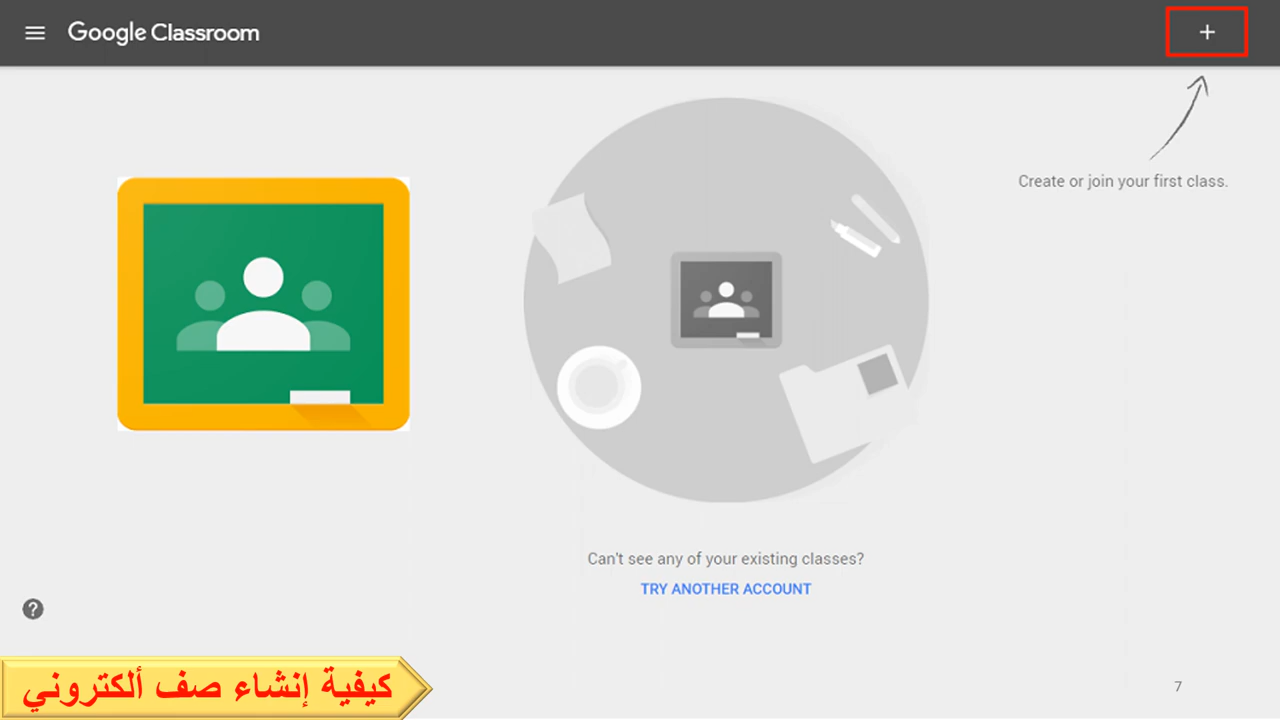 Google Classroom
+
Create or join your first class.
Can't see any of your existing classes?
TRY ANOTHER ACCOUNT
?
كيفية إنشاء صف ألكتروني
7